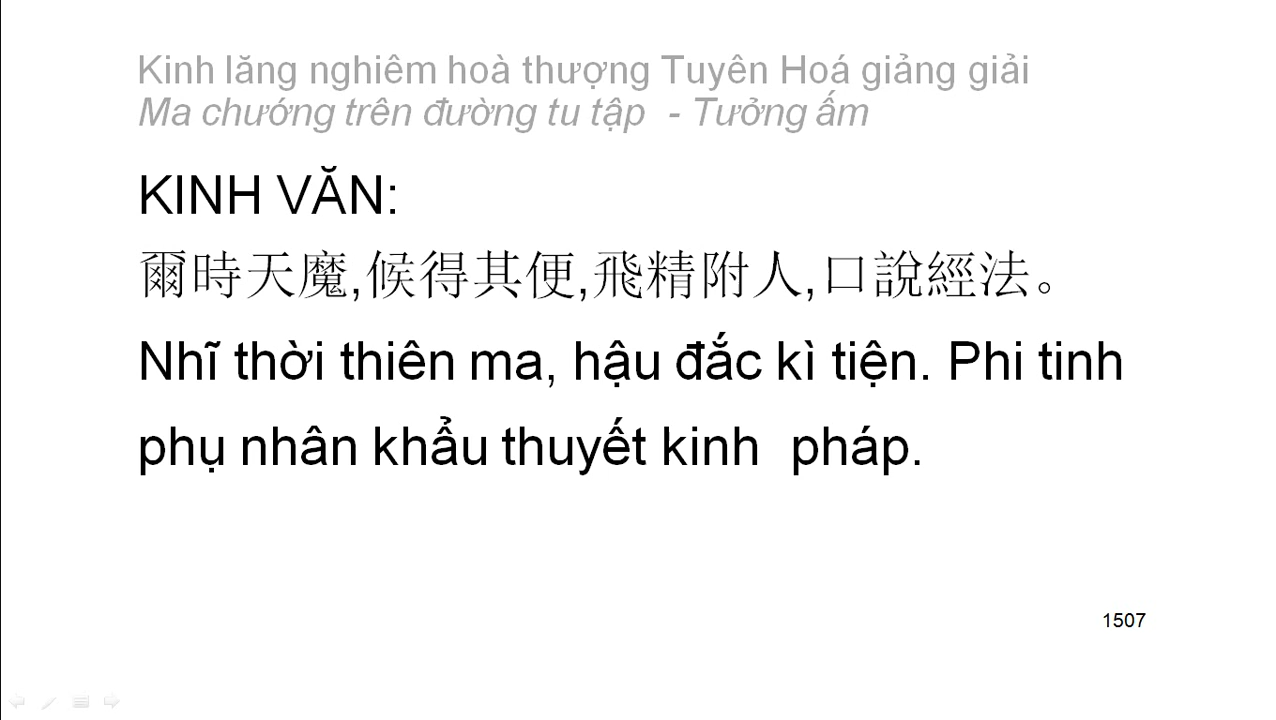 Kinh lăng nghiêm hoà thượng Tuyên Hoá giảng giải
Ma chướng trên đường tu tập - Tưởng ấm
KINH VĂN:
爾時天魔,候得其便,飛精附人,口說經法。
Nhĩ thời thiên ma, hậu đắc kì tiện. Phi tinh
phụ nhân khẩu thuyết kinh pháp.
1507